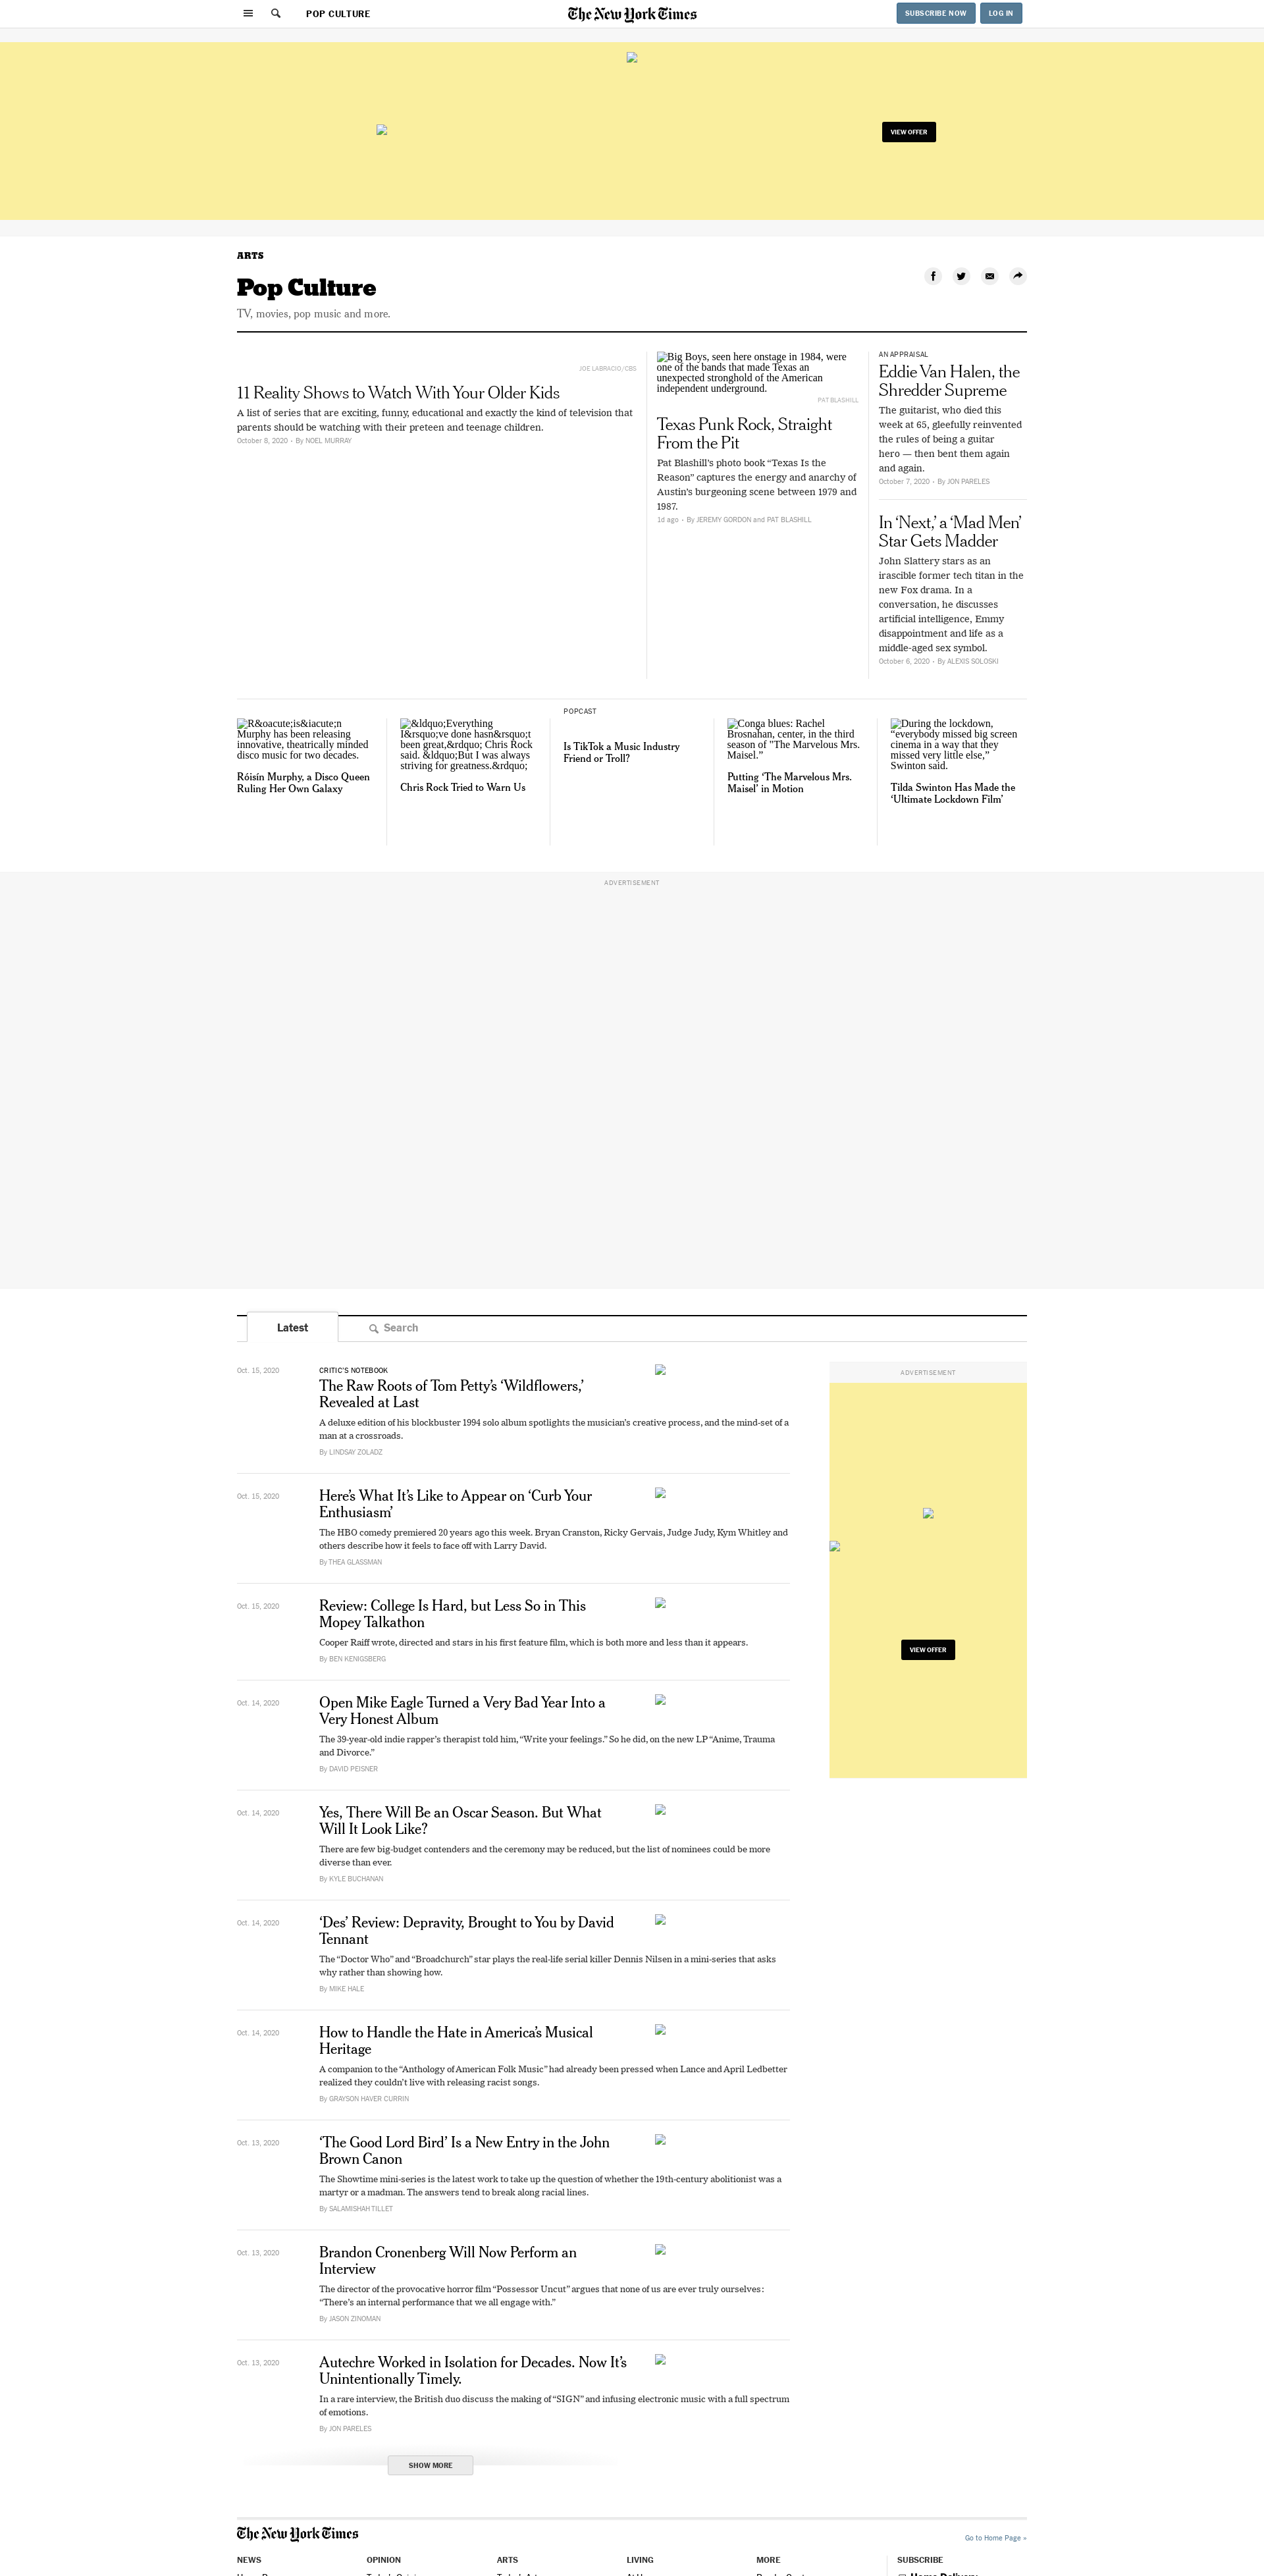 POP CULTURE
The New York Times
SUBSCRIBE NOW
LOG IN
VIEW OFFER
ARTS
Pop Culture
TV, movies, pop music and more.
JOE LABRACIO/CBS
11 Reality Shows to Watch With Your Older Kids
A list of series that are exciting, funny, educational and exactly the kind of television that
parents should be watching with their preteen and teenage children.
October 8, 2020 • By NOEL MURRAY
Big Boys, seen here onstage in 1984, were
one of the bands that made Texas an
unexpected stronghold of the American
independent underground.
PAT BLASHILL
Texas Punk Rock, Straight
From the Pit
Pat Blashill's photo book “Texas Is the
Reason” captures the energy and anarchy of
Austin's burgeoning scene between 1979 and
1987.
1d ago • By JEREMY GORDON and PAT BLASHILL
AN APPRAISAL
Eddie Van Halen, the
Shredder Supreme
The guitarist, who died this
week at 65, gleefully reinvented
the rules of being a guitar
hero — then bent them again
and again.
October 7, 2020 • By JON PARELES
In ‘Next,’ a ‘Mad Men’
Star Gets Madder
John Slattery stars as an
irascible former tech titan in the
new Fox drama. In a
conversation, he discusses
artificial intelligence, Emmy
disappointment and life as a
middle-aged sex symbol.
October 6, 2020 • By ALEXIS SOLOSKI
R&oacute;is&iacute;n
Murphy has been releasing
innovative, theatrically minded
disco music for two decades.
Róisín Murphy, a Disco Queen
Ruling Her Own Galaxy
&ldquo;Everything
I&rsquo;ve done hasn&rsquo;t
been great,&rdquo; Chris Rock
said. &ldquo;But I was always
striving for greatness.&rdquo;
Chris Rock Tried to Warn Us
POPCAST
Is TikTok a Music Industry
Friend or Troll?
Conga blues: Rachel
Brosnahan, center, in the third
season of "The Marvelous Mrs.
Maisel.”
Putting ‘The Marvelous Mrs.
Maisel’ in Motion
During the lockdown,
“everybody missed big screen
cinema in a way that they
missed very little else,”
Swinton said.
Tilda Swinton Has Made the
‘Ultimate Lockdown Film’
ADVERTISEMENT
Latest
Search
Oct. 15, 2020
CRITIC'S NOTEBOOK
The Raw Roots of Tom Petty’s ‘Wildflowers,’
Revealed at Last
A deluxe edition of his blockbuster 1994 solo album spotlights the musician's creative process, and the mind-set of a
man at a crossroads.
By LINDSAY ZOLADZ
ADVERTISEMENT
VIEW OFFER
Oct. 15, 2020
Here’s What It’s Like to Appear on ‘Curb Your
Enthusiasm’
The HBO comedy premiered 20 years ago this week. Bryan Cranston, Ricky Gervais, Judge Judy, Kym Whitley and
others describe how it feels to face off with Larry David.
By THEA GLASSMAN
Oct. 15, 2020
Review: College Is Hard, but Less So in This
Mopey Talkathon
Cooper Raiff wrote, directed and stars in his first feature film, which is both more and less than it appears.
By BEN KENIGSBERG
Oct. 14, 2020
Open Mike Eagle Turned a Very Bad Year Into a
Very Honest Album
The 39-year-old indie rapper's therapist told him, “Write your feelings.” So he did, on the new LP “Anime, Trauma
and Divorce.”
By DAVID PEISNER
Oct. 14, 2020
Yes, There Will Be an Oscar Season. But What
Will It Look Like?
There are few big-budget contenders and the ceremony may be reduced, but the list of nominees could be more
diverse than ever.
By KYLE BUCHANAN
Oct. 14, 2020
‘Des’ Review: Depravity, Brought to You by David
Tennant
The “Doctor Who” and “Broadchurch” star plays the real-life serial killer Dennis Nilsen in a mini-series that asks
why rather than showing how.
By MIKE HALE
Oct. 14, 2020
How to Handle the Hate in America’s Musical
Heritage
A companion to the “Anthology of American Folk Music” had already been pressed when Lance and April Ledbetter
realized they couldn't live with releasing racist songs.
By GRAYSON HAVER CURRIN
Oct. 13, 2020
‘The Good Lord Bird’ Is a New Entry in the John
Brown Canon
The Showtime mini-series is the latest work to take up the question of whether the 19th-century abolitionist was a
martyr or a madman. The answers tend to break along racial lines.
By SALAMISHAH TILLET
Oct. 13, 2020
Brandon Cronenberg Will Now Perform an
Interview
The director of the provocative horror film “Possessor Uncut” argues that none of us are ever truly ourselves:
“There’s an internal performance that we all engage with.”
By JASON ZINOMAN
Oct. 13, 2020
Autechre Worked in Isolation for Decades. Now It’s
Unintentionally Timely.
In a rare interview, the British duo discuss the making of “SIGN” and infusing electronic music with a full spectrum
of emotions.
By JON PARELES
SHOW MORE
The New York Times
Go to Home Page »
NEWS
OPINION
ARTS
LIVING
MORE
SUBSCRIBE